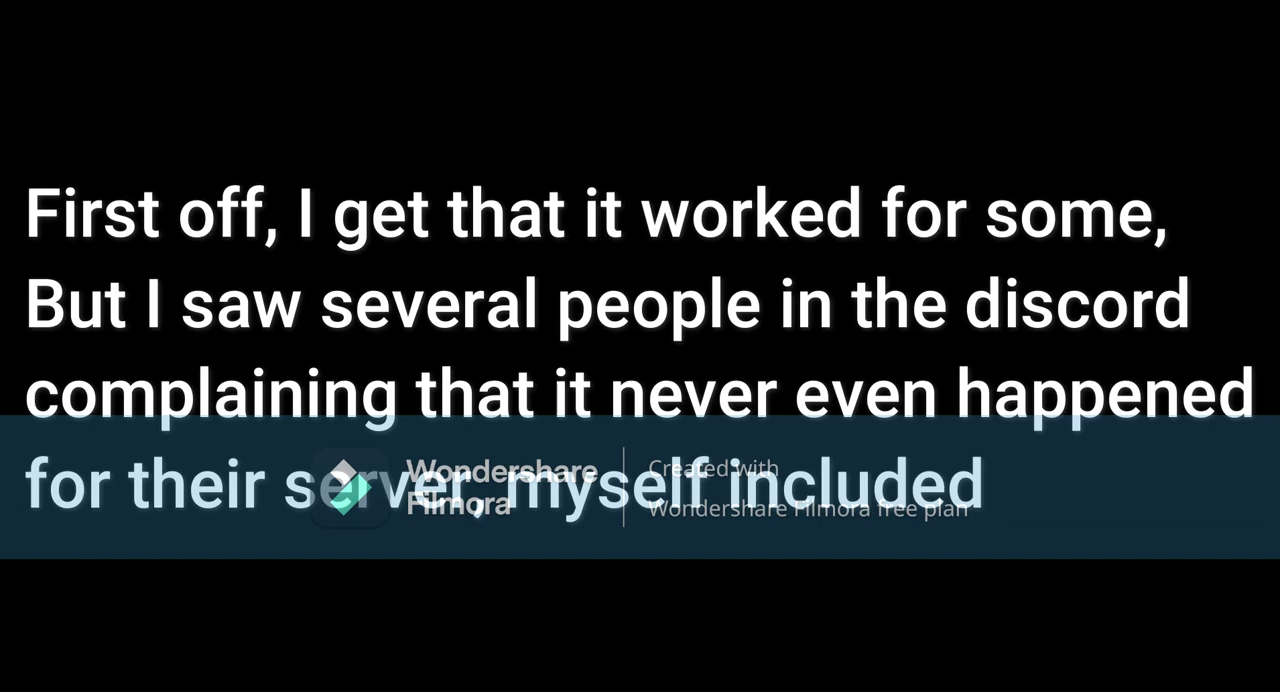 First off, I get that it worked for some,
But I saw several people in the discord
complaining that it never even happened
for their server, myself included
Wondershare
Filmora
Created with
Wondershare Filmora free plan